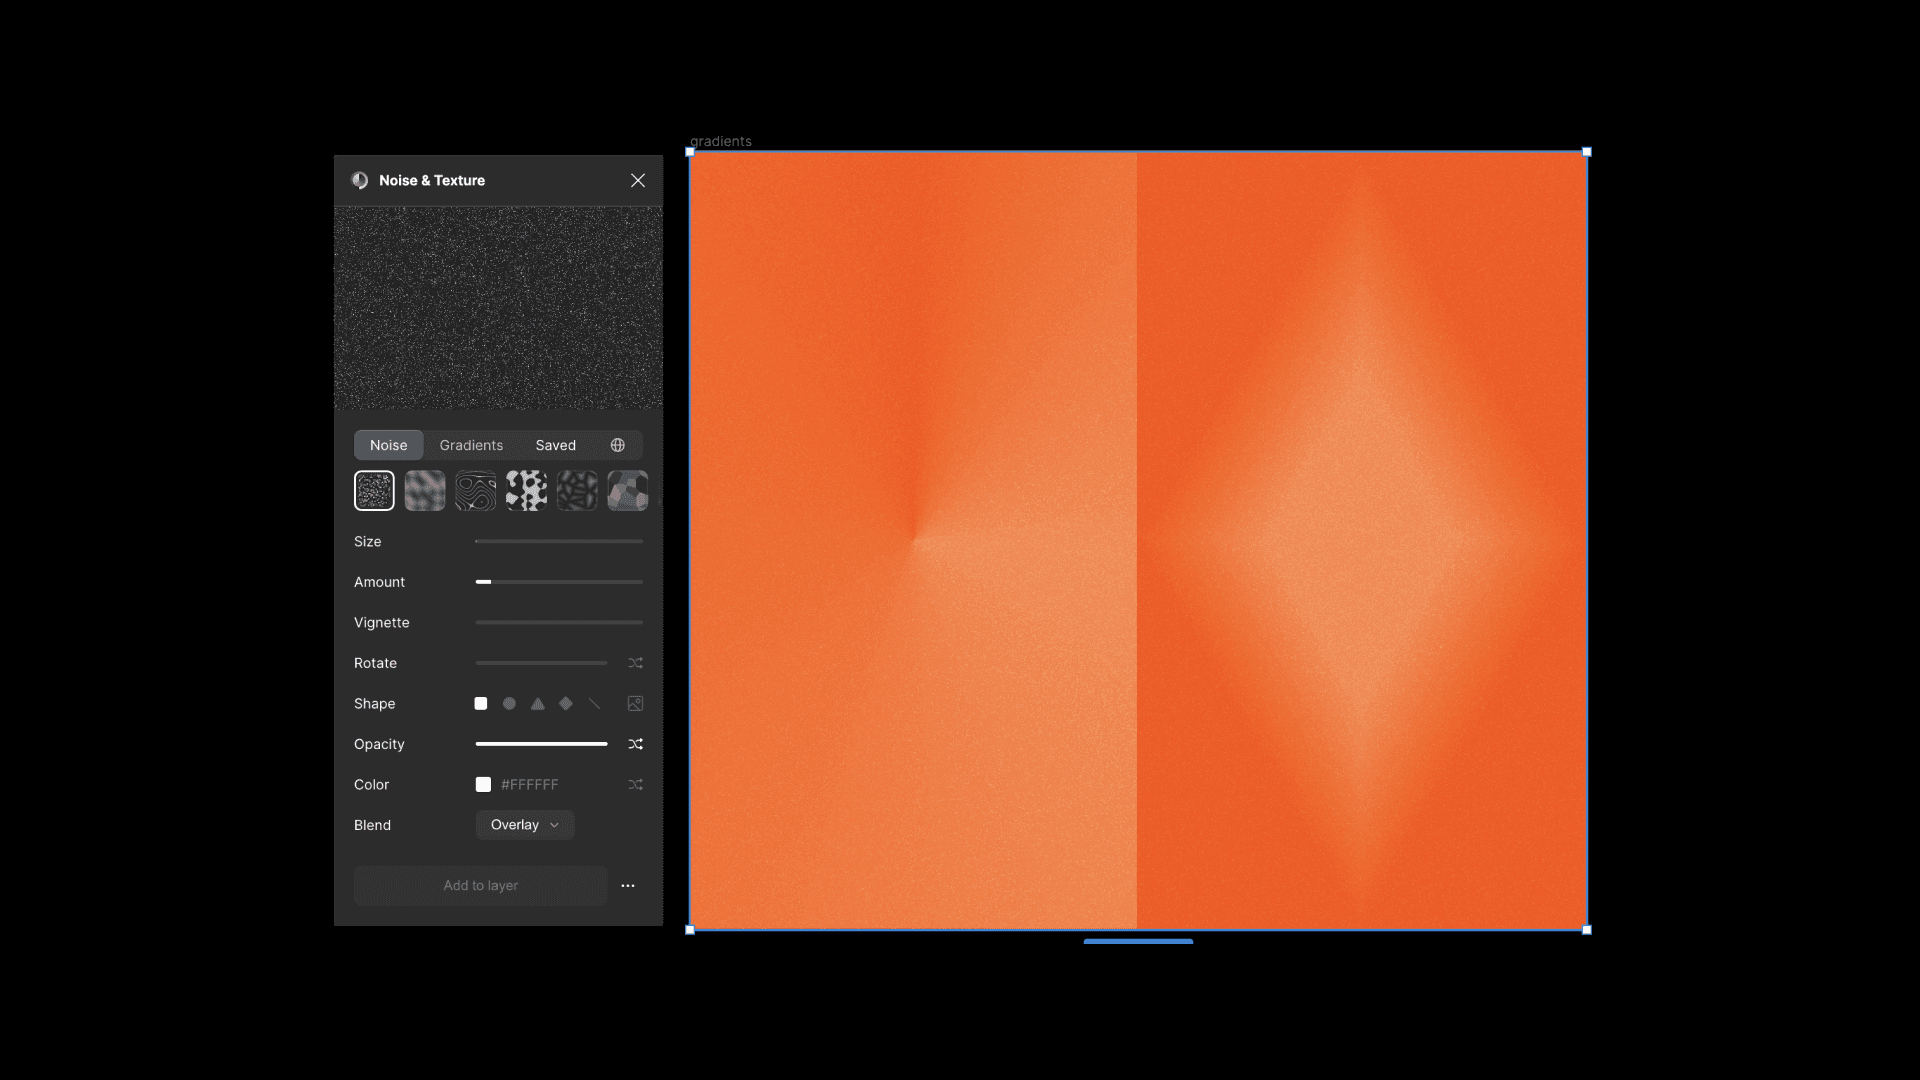 gradients
Noise & Texture
Noise Gradients Saved
Size
Amount
Vignette
Rotate
Shape
Opacity
Color #FFFFFF
Blend Overlay
Add to layer